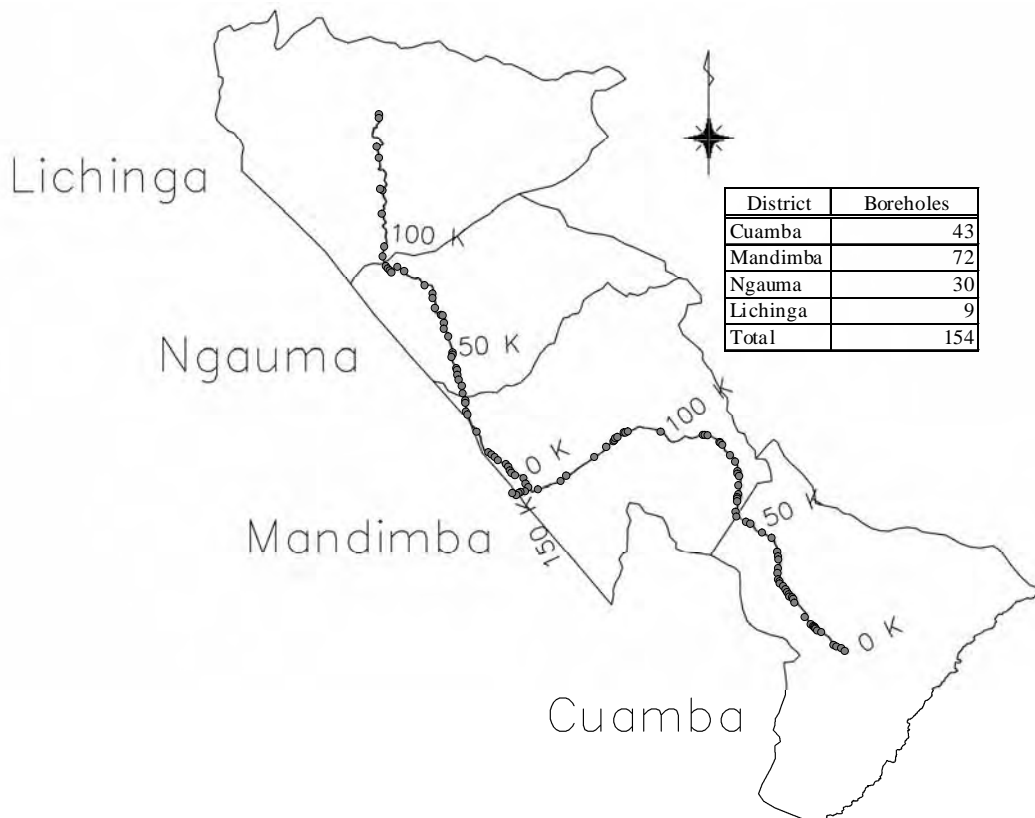 Lichinga
100 K
District Boreholes
Cuamba 43
Mandimba 72
Ngauma 30
Lichinga 9
Total 154
Ngauma
50 K
100 K
0 K
Mandimba
150 K
50 K
0 K
Cuamba